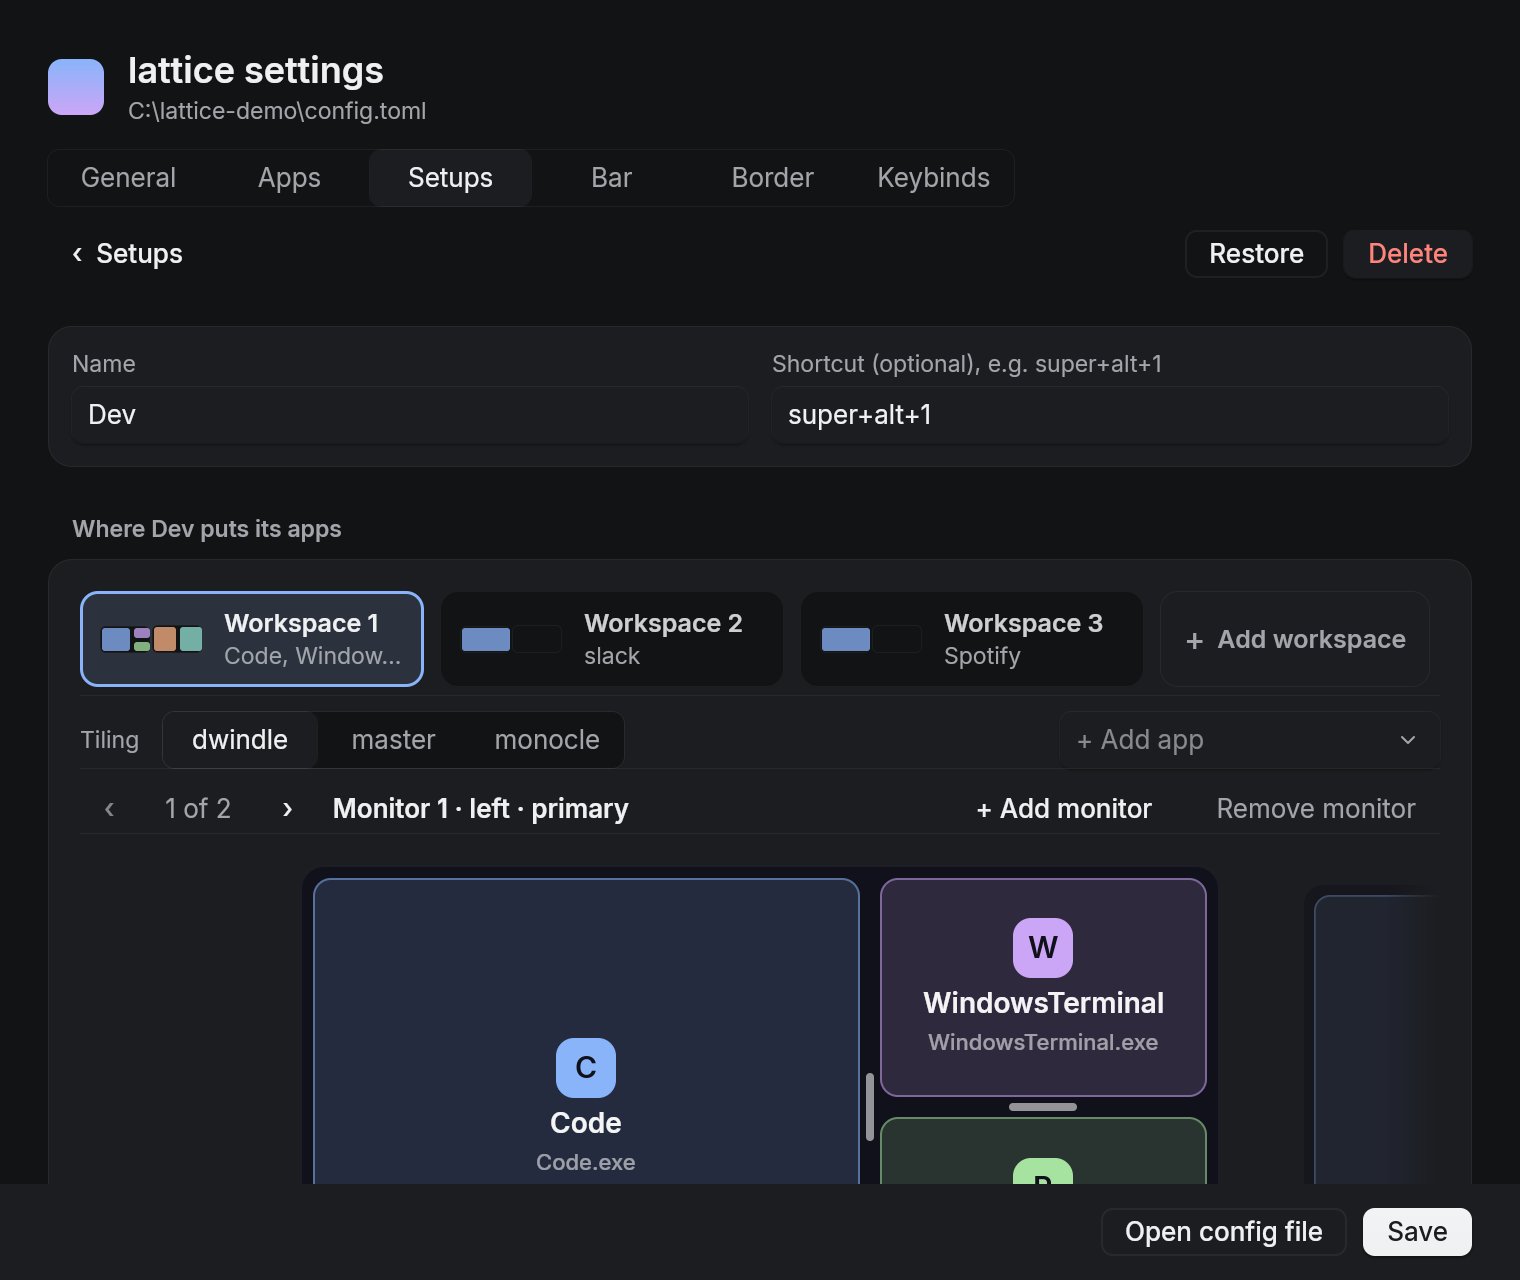 lattice settings
C:\lattice-demo\config.toml
General Apps Setups Bar Border Keybinds
‹ Setups Restore Delete
Name Shortcut (optional), e.g. super+alt+1
Dev super+alt+1
Where Dev puts its apps
Workspace 1 Workspace 2 Workspace 3 + Add workspace
Code, Window... slack Spotify
Tiling dwindle master monocle + Add app
‹ 1 of 2 › Monitor 1 · left · primary + Add monitor Remove monitor
W
WindowsTerminal
WindowsTerminal.exe
C
Code
Code.exe
Open config file Save